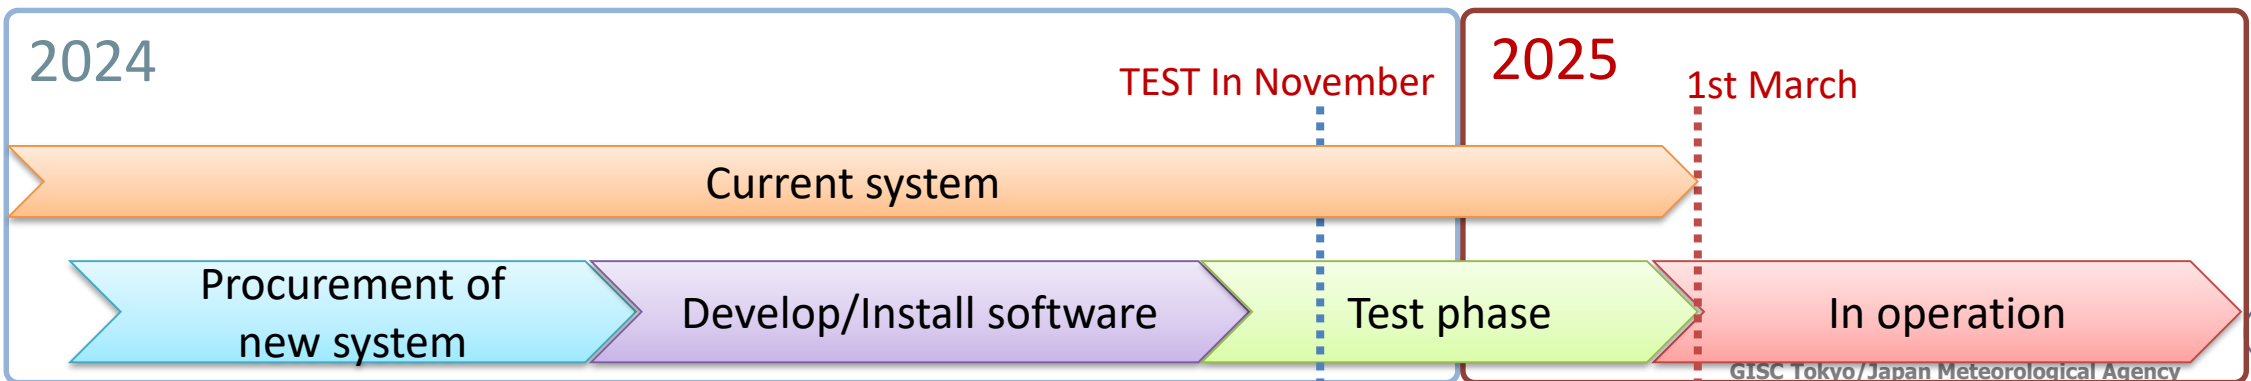 2024
2025
TEST In November
1st March
Current system
Procurement of
new system
Develop/Install software
Test phase
In operation
GISC Tokyo/Japan Meteorological Agency